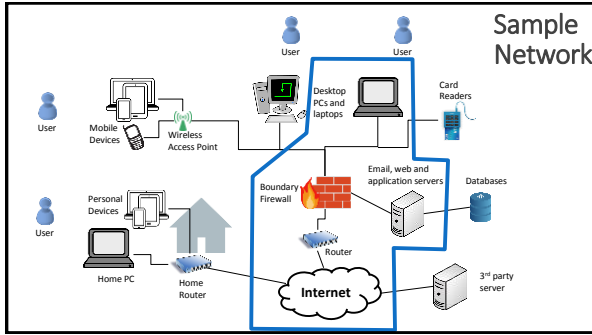 Sample
Network
User
User
User
Mobile
Devices
Wireless
Access Point
Desktop
PCs and
laptops
Card
Readers
Boundary
Firewall
Email, web and
application servers
Databases
User
Personal
Devices
Home PC
Home
Router
Router
Internet
3rd party
server